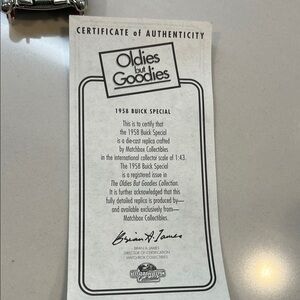 CERTIFICATE of AUTHENTICITY
Oldies
but
Goodies
1958 BUICK SPECIAL
This is to certify that
the 1958 Buick Special
is a die-cast replica crafted
by Matchbox Collectibles
in the international collector scale of 1:43.
The 1958 Buick Special
is a registered issue in
The Oldies But Goodies Collection.
It is further acknowledged that this
fully detailed replica is produced by—
and available exclusively from—
Matchbox Collectibles.
Brian A. James
BRIAN A. JAMES
DIRECTOR OF CERTIFICATION
MATCHBOX COLLECTIBLES